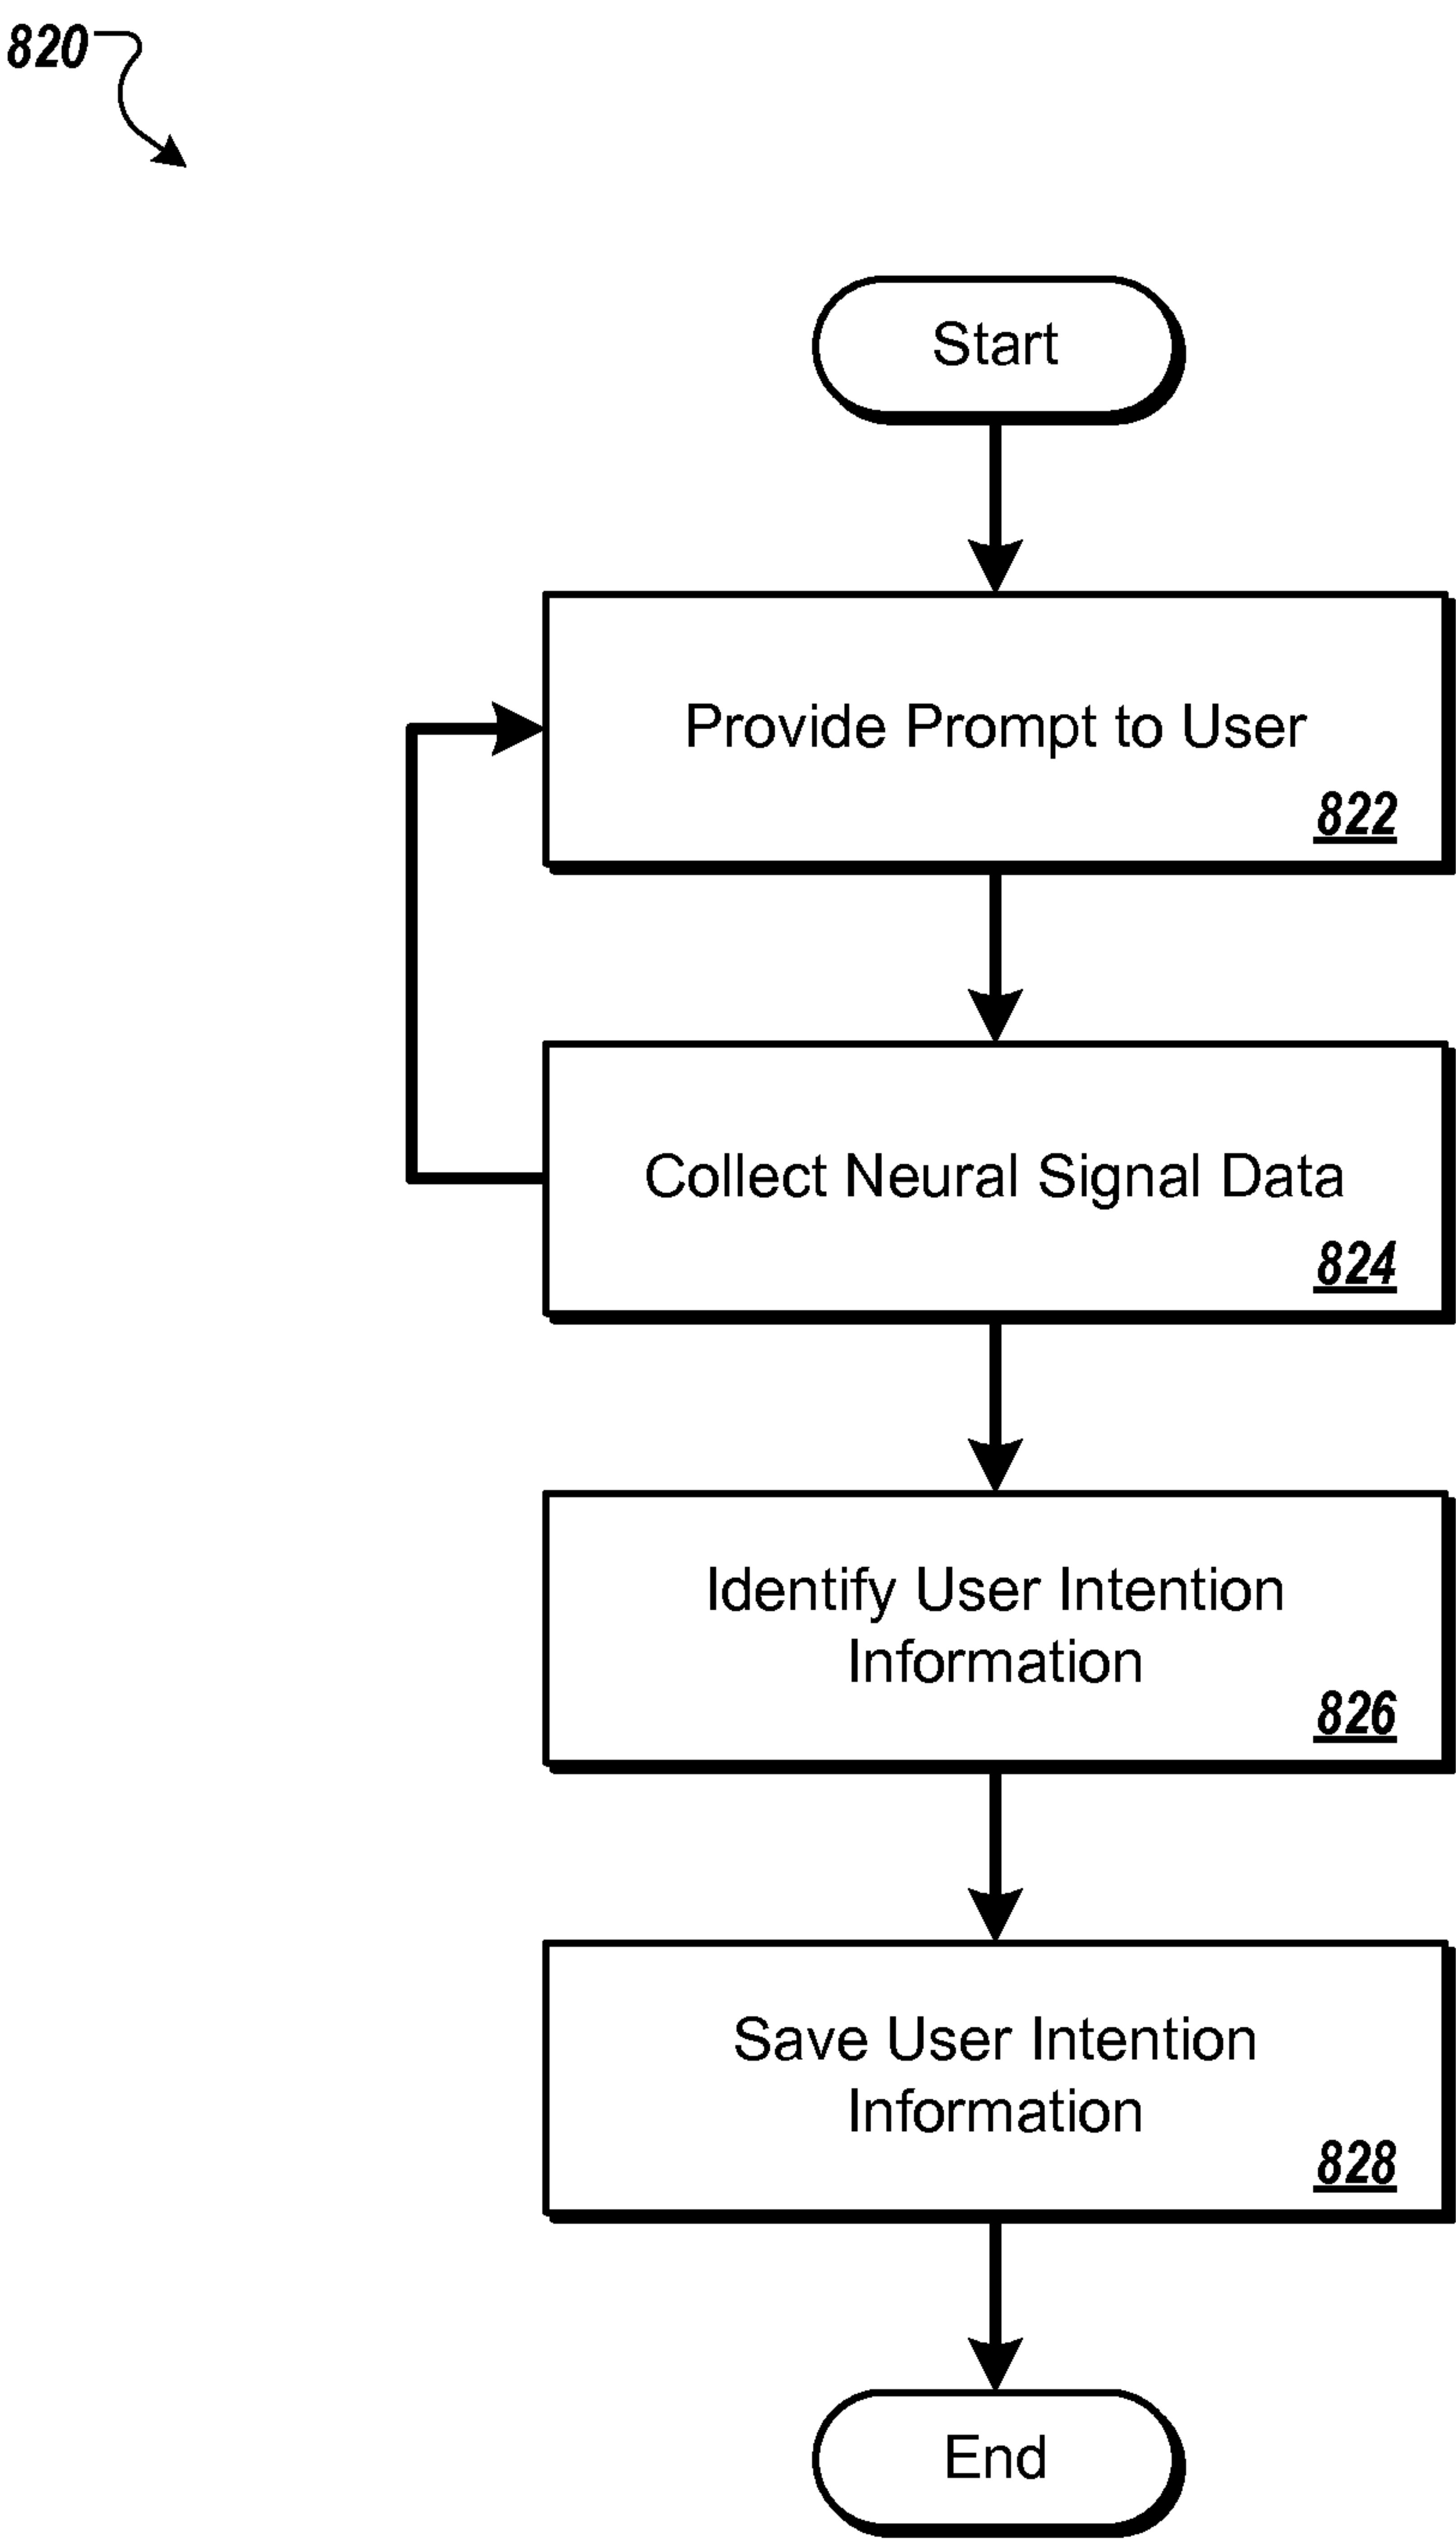 820
Start
Provide Prompt to User
822
Collect Neural Signal Data
824
Identify User Intention
Information
826
Save User Intention
Information
828
End